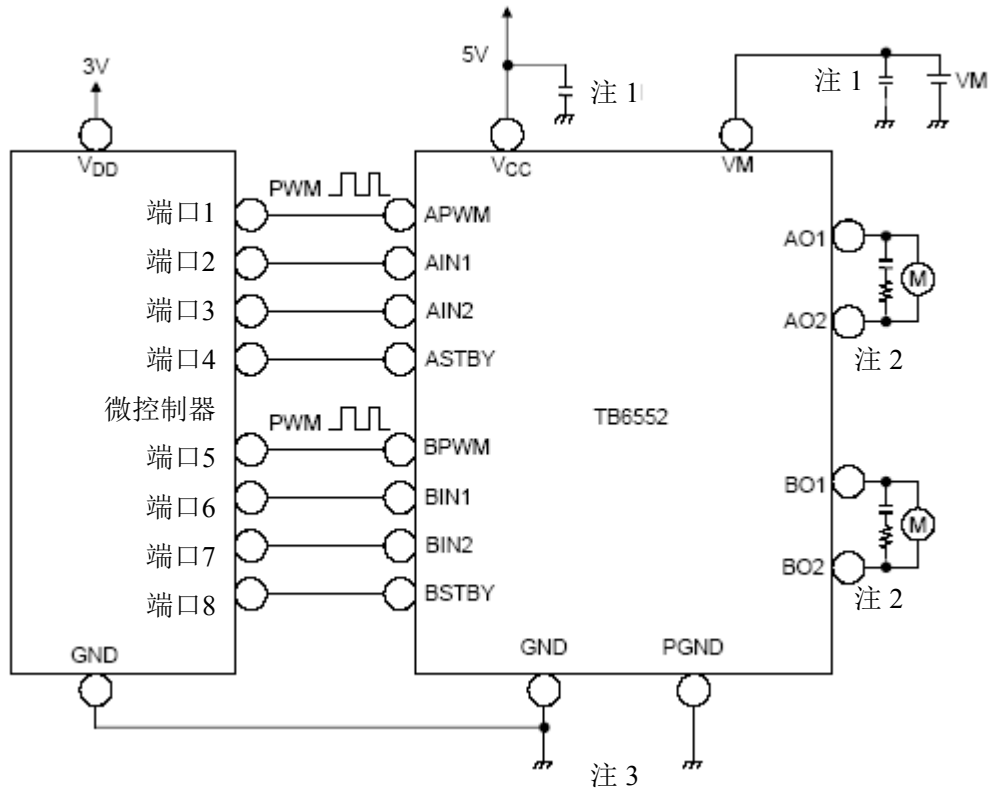 5V
3V
注 1
注 1
VM
VDD
VCC
VM
PWM
端口1
APWM
AO1
端口2
AIN1
M
端口3
AIN2
AO2
端口4
ASTBY
注 2
微控制器
PWM
TB6552
端口5
BPWM
BO1
端口6
BIN1
M
端口7
BIN2
BO2
端口8
BSTBY
注 2
GND
GND
PGND
注 3